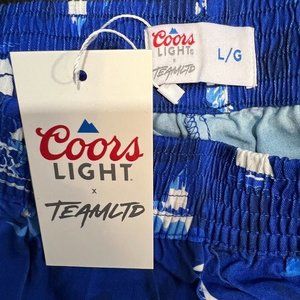 Coors
LIGHT®
x
TEAMLTD
L/G
Coors
LIGHT
x
TEAMLTD